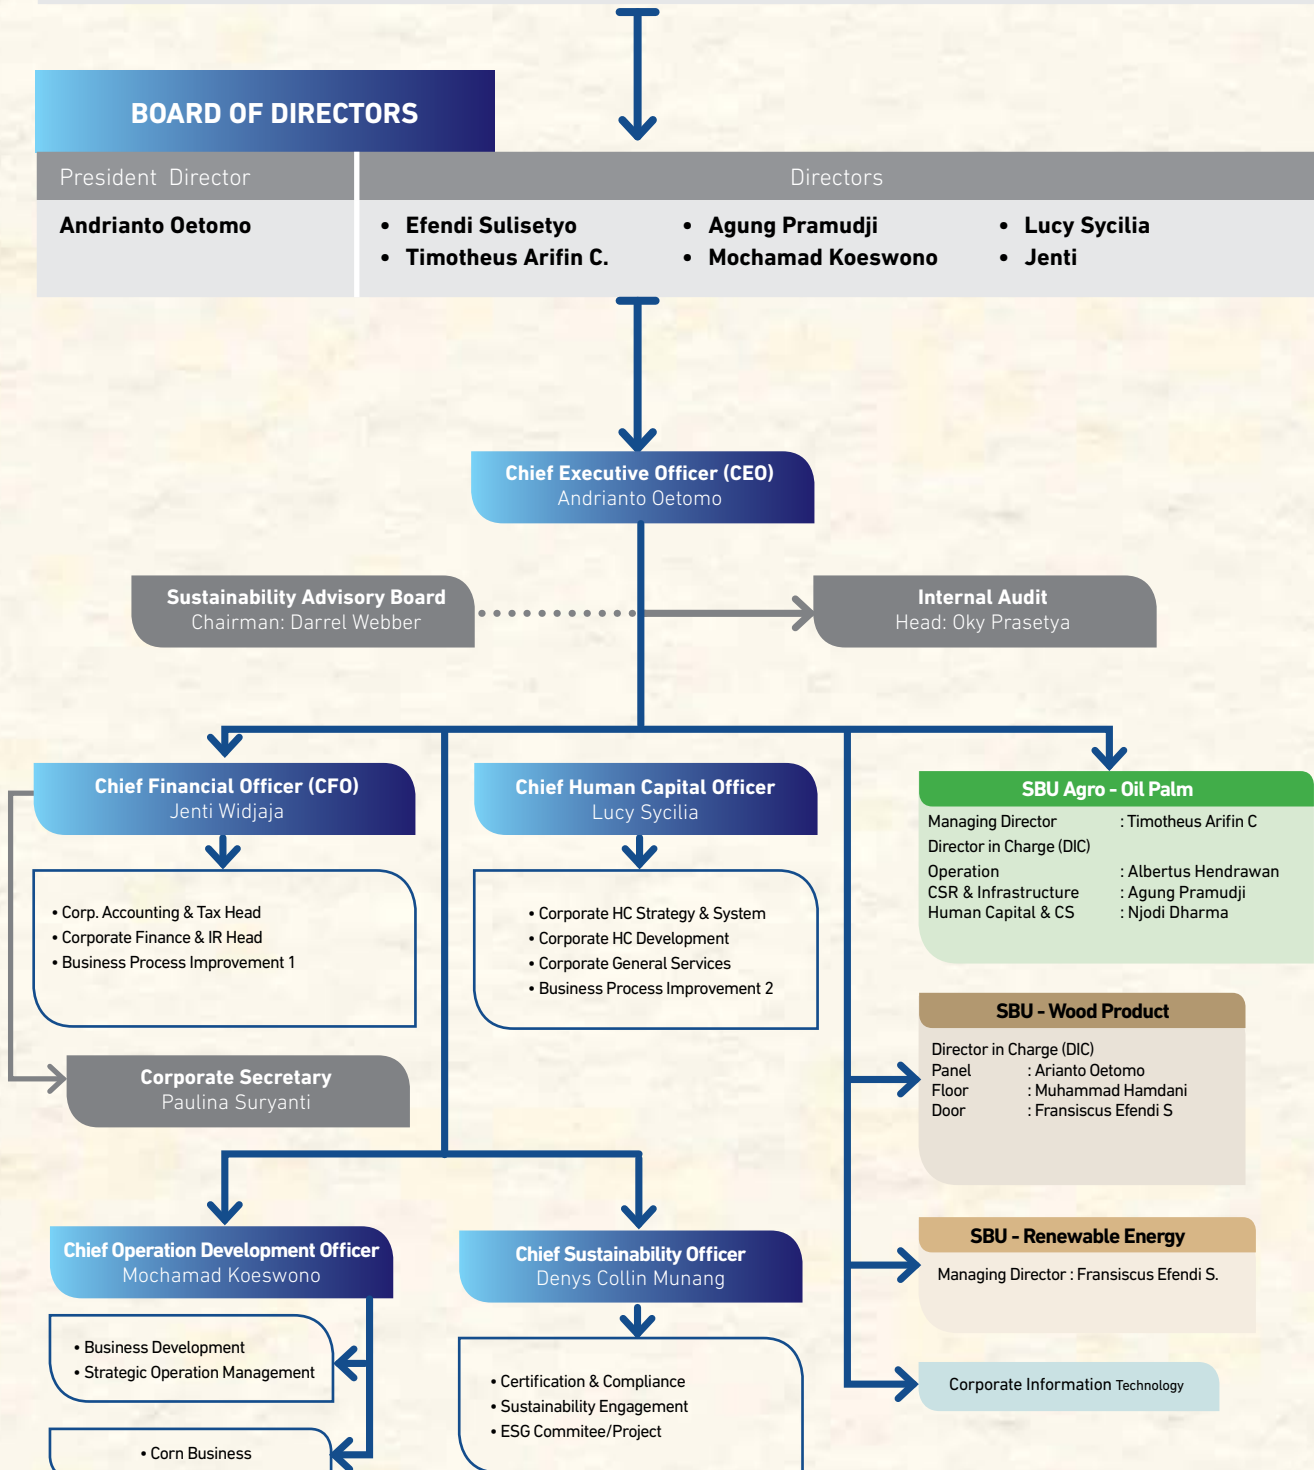 BOARD OF DIRECTORS
President Director
Directors
Andrianto Oetomo
• Efendi Sulisetyo
• Timotheus Arifin C.
• Agung Pramudji
• Mochamad Koeswono
• Lucy Sycilia
• Jenti
Chief Executive Officer (CEO)
Andrianto Oetomo
Sustainability Advisory Board
Chairman: Darrel Webber
Internal Audit
Head: Oky Prasetya
Chief Financial Officer (CFO)
Jenti Widjaja
• Corp. Accounting & Tax Head
• Corporate Finance & IR Head
• Business Process Improvement 1
Corporate Secretary
Paulina Suryanti
Chief Human Capital Officer
Lucy Sycilia
• Corporate HC Strategy & System
• Corporate HC Development
• Corporate General Services
• Business Process Improvement 2
SBU Agro - Oil Palm
Managing Director : Timotheus Arifin C
Director in Charge (DIC)
Operation : Albertus Hendrawan
CSR & Infrastructure : Agung Pramudji
Human Capital & CS : Njodi Dharma
SBU - Wood Product
Director in Charge (DIC)
Panel : Arianto Oetomo
Floor : Muhammad Hamdani
Door : Fransiscus Efendi S
Chief Operation Development Officer
Mochamad Koeswono
• Business Development
• Strategic Operation Management
• Corn Business
Chief Sustainability Officer
Denys Collin Munang
• Certification & Compliance
• Sustainability Engagement
• ESG Commitee/Project
SBU - Renewable Energy
Managing Director : Fransiscus Efendi S.
Corporate Information Technology